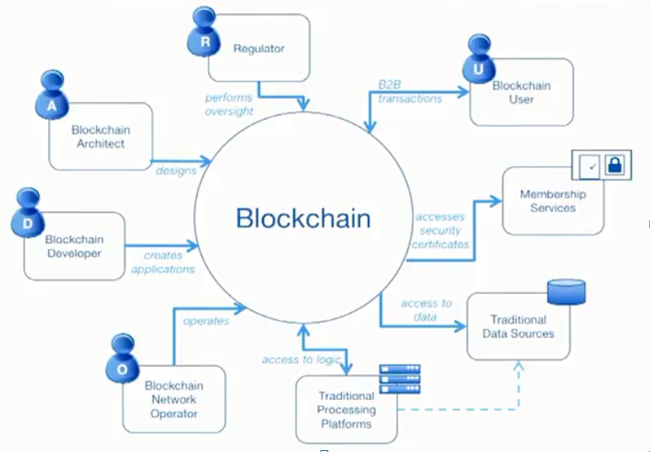 R
Regulator
performs
oversight
B2B
transactions
U
Blockchain
User
A
Blockchain
Architect
designs
Blockchain
Membership
Services
accesses
security
certificates
D
Blockchain
Developer
creates
applications
operates
access to
data
Traditional
Data Sources
access to logic
O
Blockchain
Network
Operator
Traditional
Processing
Platforms